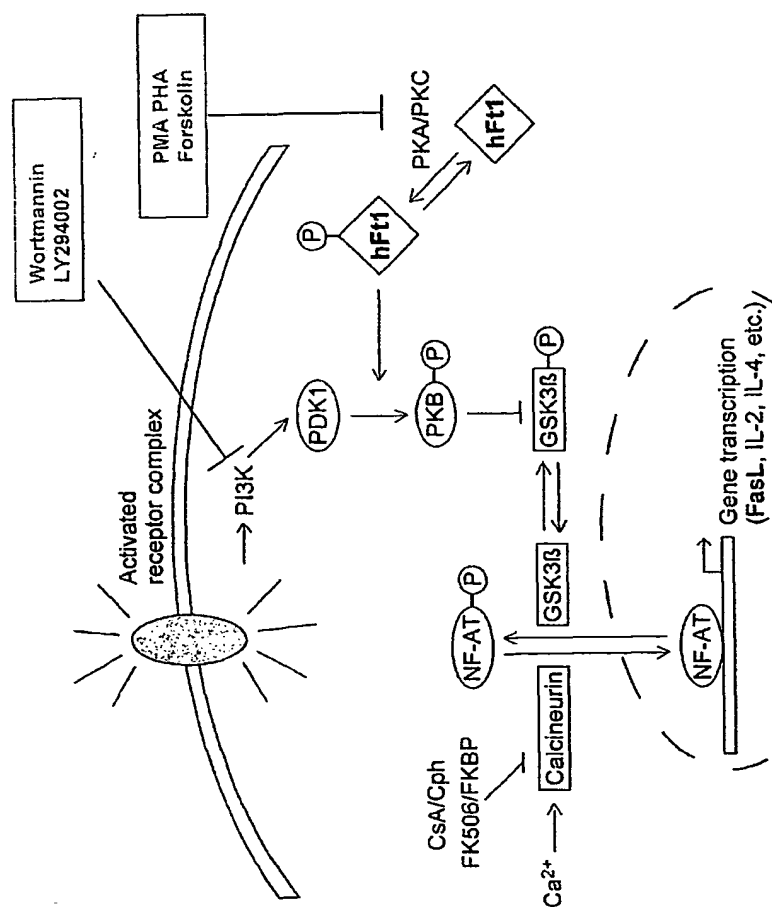 Wortmannin
LY294002
PMA PHA
Forskolin
Activated
receptor complex
PI3K
PDK1
PKB
P
P
hFt1
PKA/PKC
hFt1
CsA/Cph
FK506/FKBP
Ca²⁺
Calcineurin
NF-AT
P
GSK3ß
GSK3ß
P
NF-AT
Gene transcription
(FasL, IL-2, IL-4, etc.)